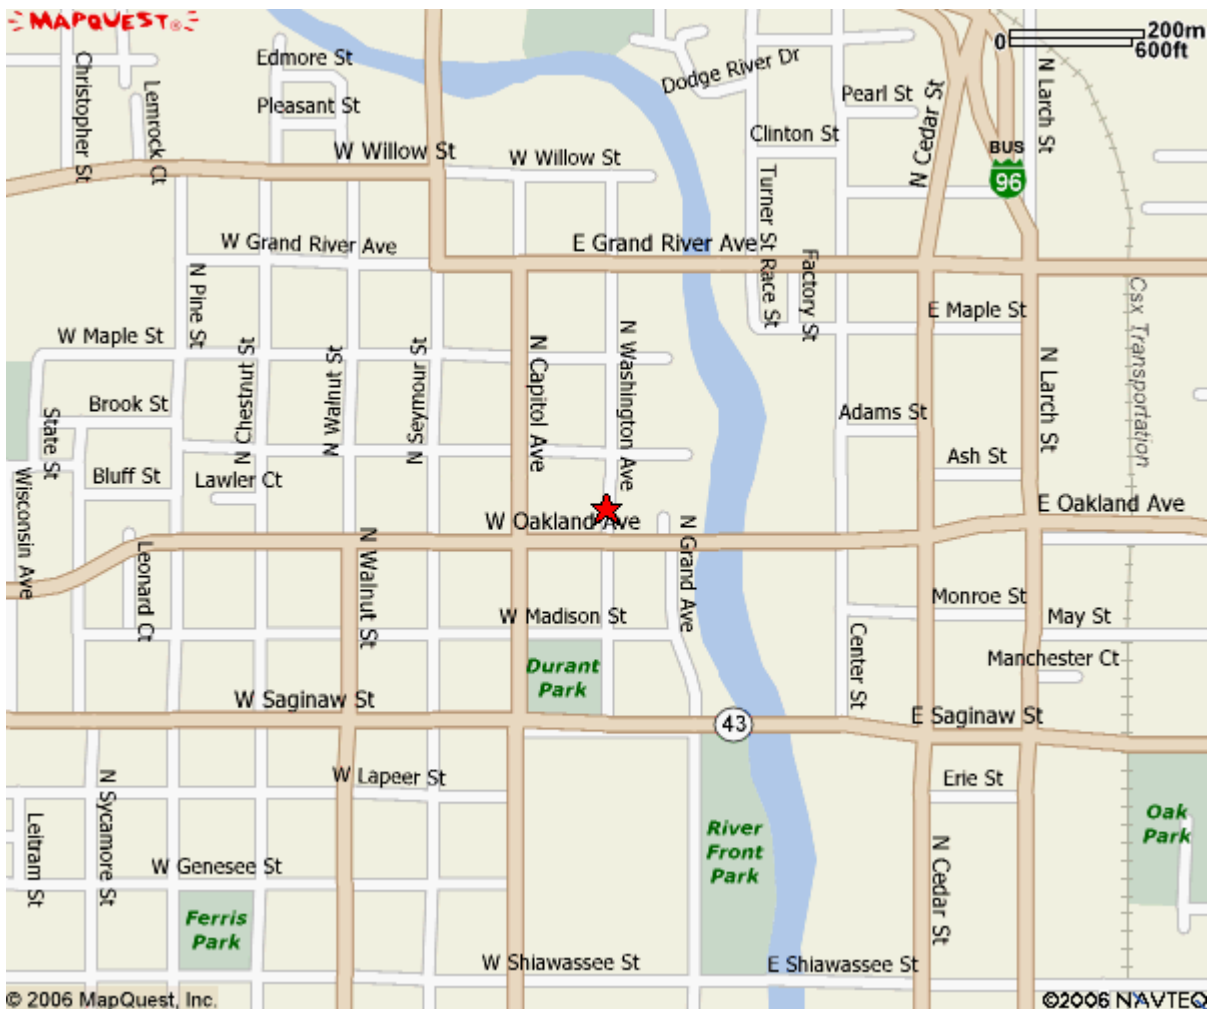 MAPQUEST®
200m
0
600ft
Edmore St
Dodge River Dr
Christopher St
Lemrock Ct
Pleasant St
Pearl St
N Cedar St
N Larch St
Clinton St
BUS
96
W Willow St
W Willow St
Turner St
W Grand River Ave
E Grand River Ave
N Pine St
Race St
Factory St
Csx Transportation
E Maple St
W Maple St
N Chestnut St
N Walnut St
N Seymour St
N Capitol Ave
N Washington Ave
N Larch St
Brook St
Adams St
State St
Bluff St
Lawler Ct
Ash St
Wisconsin Ave
W Oakland Ave
E Oakland Ave
Leonard Ct
N Walnut St
N Grand Ave
W Madison St
Monroe St
May St
Center St
Durant
Park
Manchester Ct
W Saginaw St
43
E Saginaw St
N Sycamore St
W Lapeer St
Erie St
Leitram St
River
Front
Park
Oak
Park
N Cedar St
W Genesee St
Ferris
Park
W Shiawassee St
E Shiawassee St
© 2006 MapQuest, Inc.
©2006 NAVTEQ